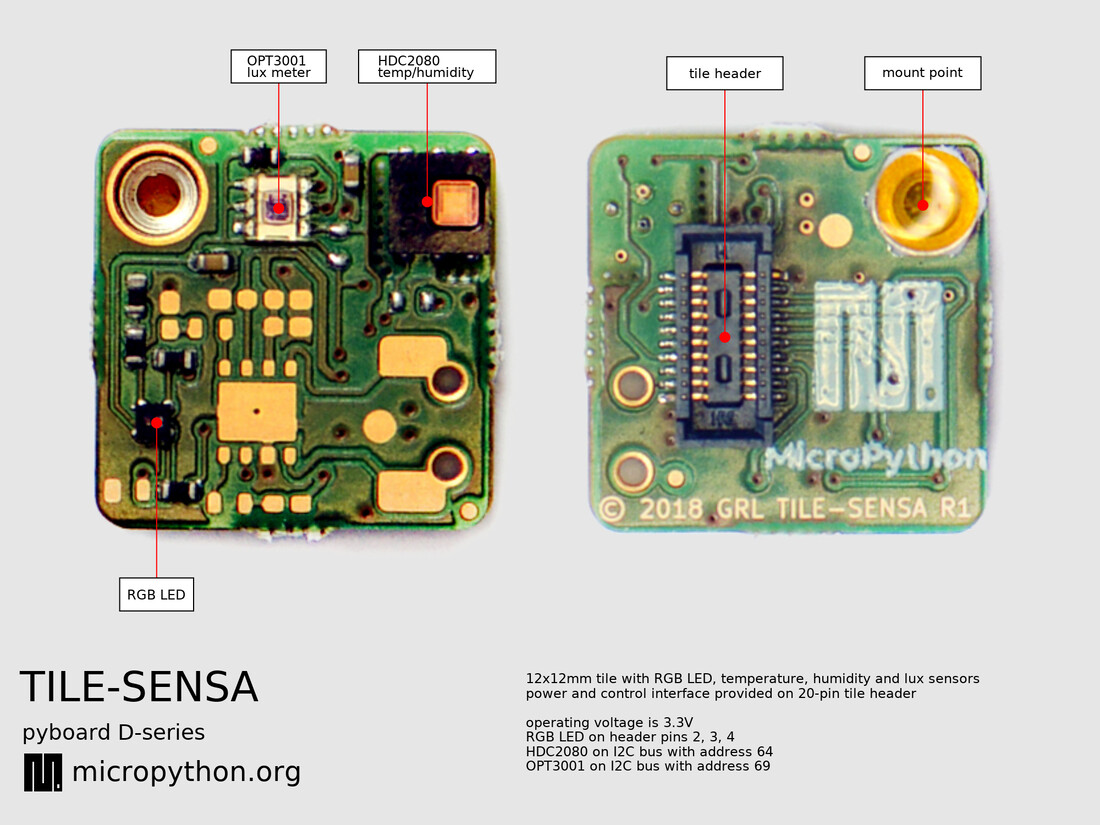 OPT3001
lux meter
HDC2080
temp/humidity
tile header
mount point
MicroPython
© 2018 GRL TILE-SENSA R1
RGB LED
TILE-SENSA
pyboard D-series
micropython.org
12x12mm tile with RGB LED, temperature, humidity and lux sensors
power and control interface provided on 20-pin tile header
operating voltage is 3.3V
RGB LED on header pins 2, 3, 4
HDC2080 on I2C bus with address 64
OPT3001 on I2C bus with address 69